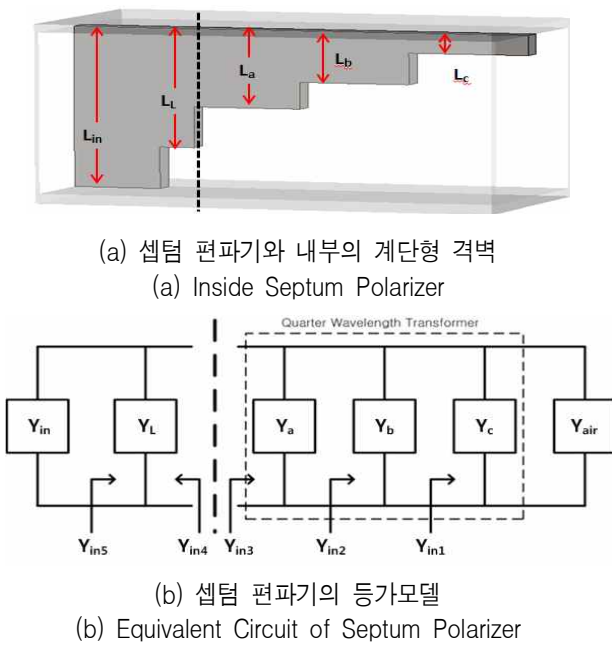 L_in
L_L
L_a
L_b
L_c
(a) 셉텀 편파기와 내부의 계단형 격벽
(a) Inside Septum Polarizer
Quarter Wavelength Transformer
Y_in Y_L Y_a Y_b Y_c Y_air
Y_in5 Y_in4 Y_in3 Y_in2 Y_in1
(b) 셉텀 편파기의 등가모델
(b) Equivalent Circuit of Septum Polarizer